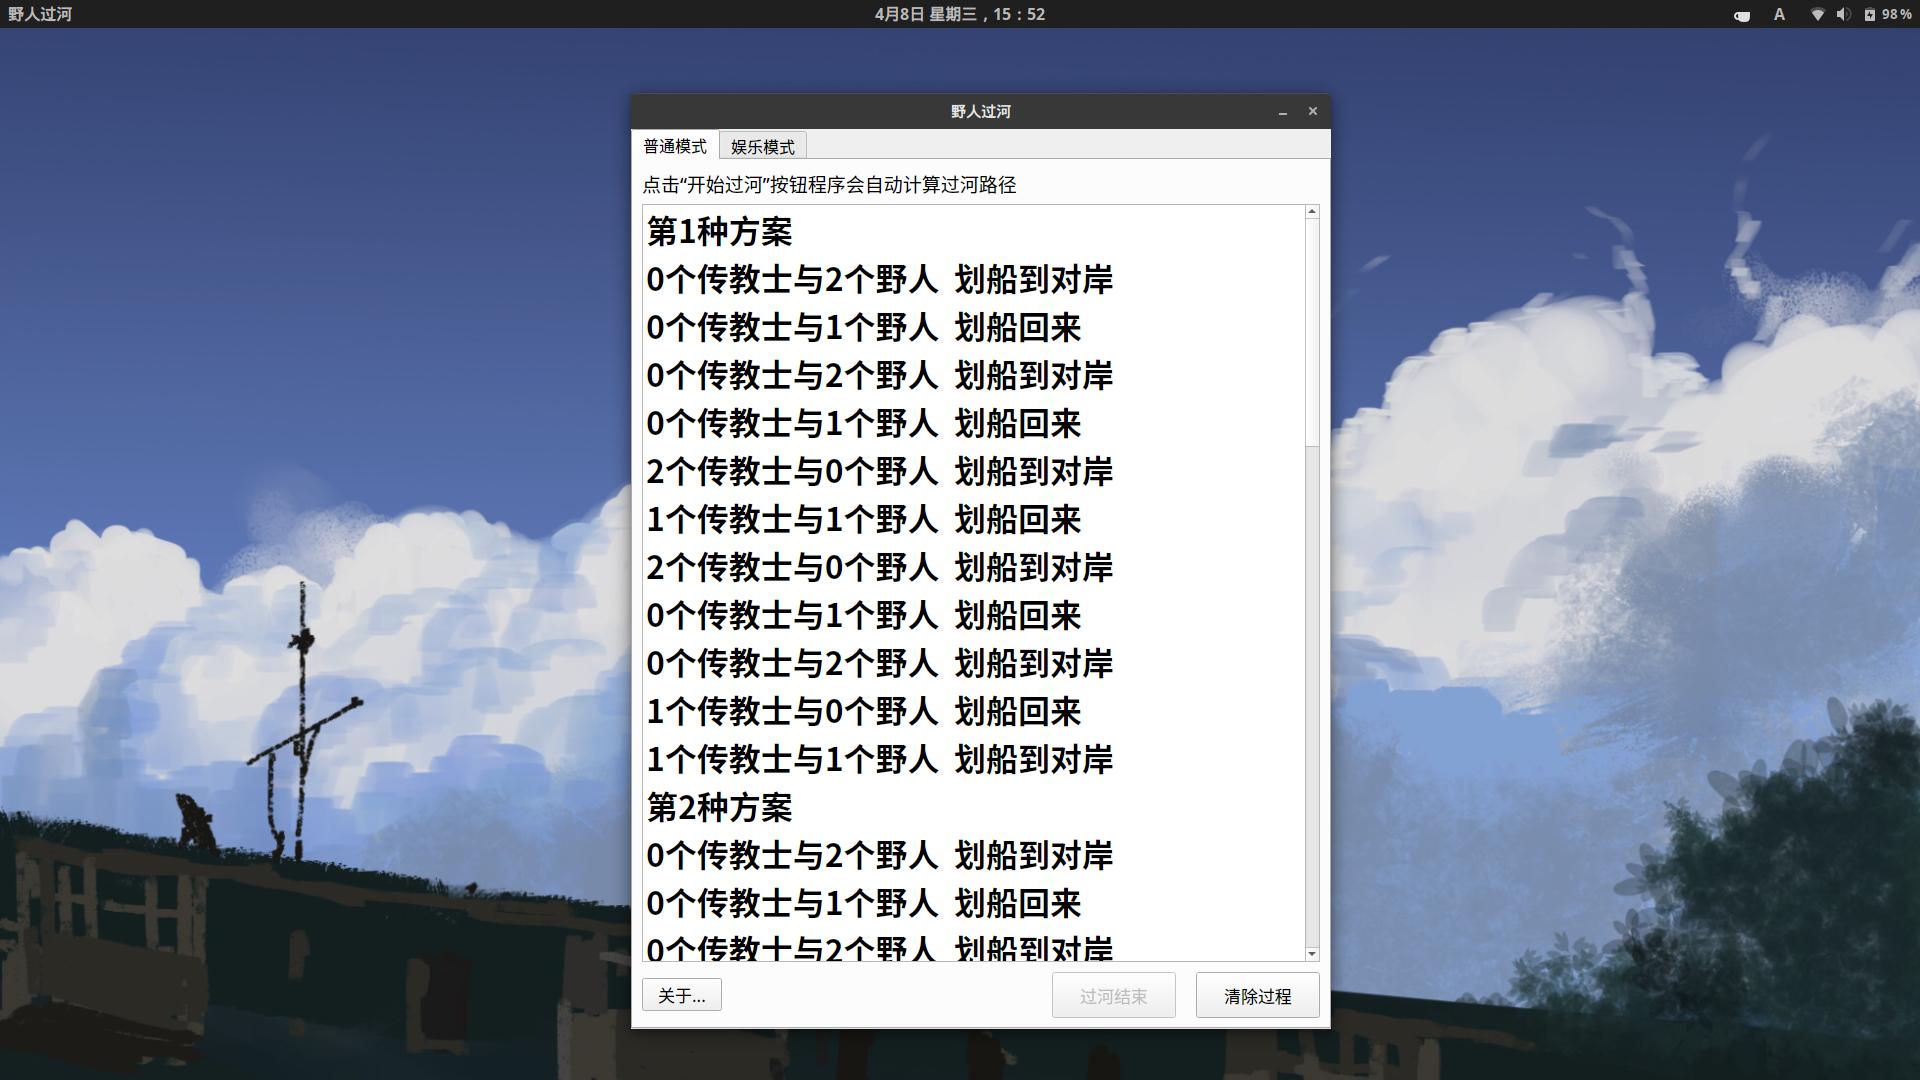 野人过河
4月8日 星期三，15：52
A
98%
野人过河
普通模式
娱乐模式
点击“开始过河”按钮程序会自动计算过河路径
第1种方案
0个传教士与2个野人 划船到对岸
0个传教士与1个野人 划船回来
0个传教士与2个野人 划船到对岸
0个传教士与1个野人 划船回来
2个传教士与0个野人 划船到对岸
1个传教士与1个野人 划船回来
2个传教士与0个野人 划船到对岸
0个传教士与1个野人 划船回来
0个传教士与2个野人 划船到对岸
1个传教士与0个野人 划船回来
1个传教士与1个野人 划船到对岸
第2种方案
0个传教士与2个野人 划船到对岸
0个传教士与1个野人 划船回来
0个传教士与2个野人 划船到对岸
关于...
过河结束
清除过程